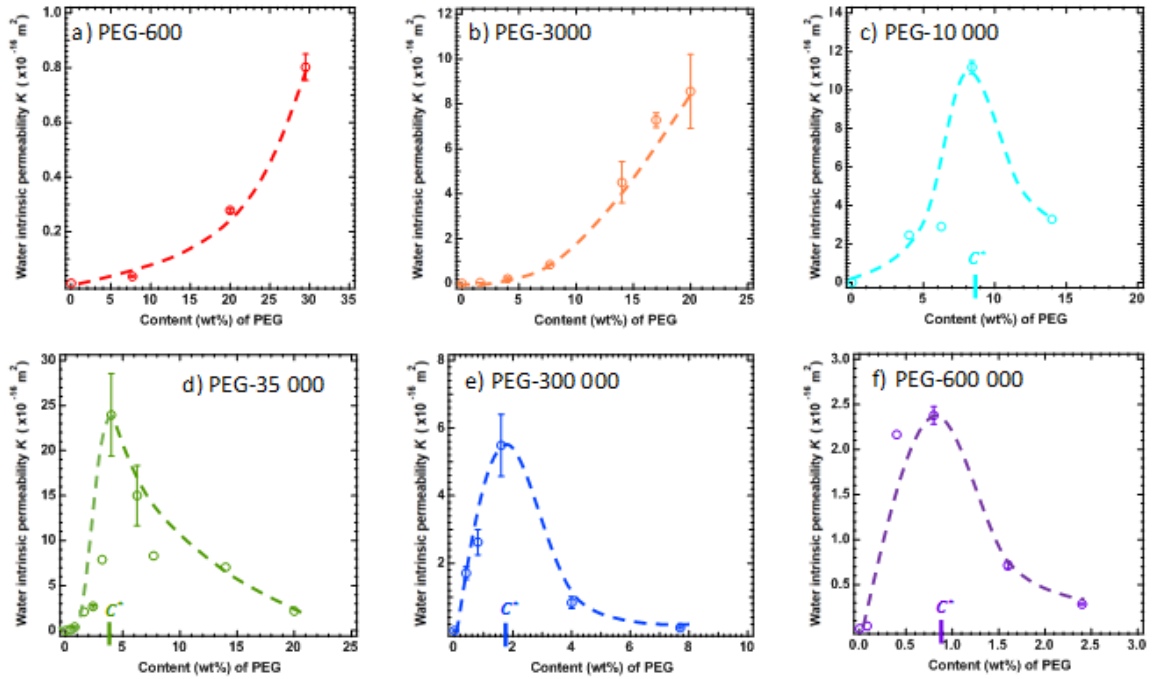 a) PEG-600
Water intrinsic permeability K ( x10 -16 m2)
1.0
0.8
0.6
0.4
0.2
0 5 10 15 20 25 30 35
Content (wt%) of PEG
b) PEG-3000
Water intrinsic permeability K ( x10 -16 m2)
12
10
8
6
4
2
0
0 5 10 15 20 25
Content (wt%) of PEG
c) PEG-10 000
Water intrinsic permeability K ( x10 -16 m2)
14
12
10
8
6
4
2
0
C*
0 5 10 15 20
Content (wt%) of PEG
d) PEG-35 000
Water intrinsic permeability K ( x10 -16 m2)
30
25
20
15
10
5
0
C*
0 5 10 15 20 25
Content (wt%) of PEG
e) PEG-300 000
Water intrinsic permeability K ( x10 -16 m2)
8
6
4
2
C*
0 2 4 6 8 10
Content (wt%) of PEG
f) PEG-600 000
Water intrinsic permeability K ( x10 -16 m2)
3.0
2.5
2.0
1.5
1.0
0.5
C*
0.0 0.5 1.0 1.5 2.0 2.5 3.0
Content (wt%) of PEG